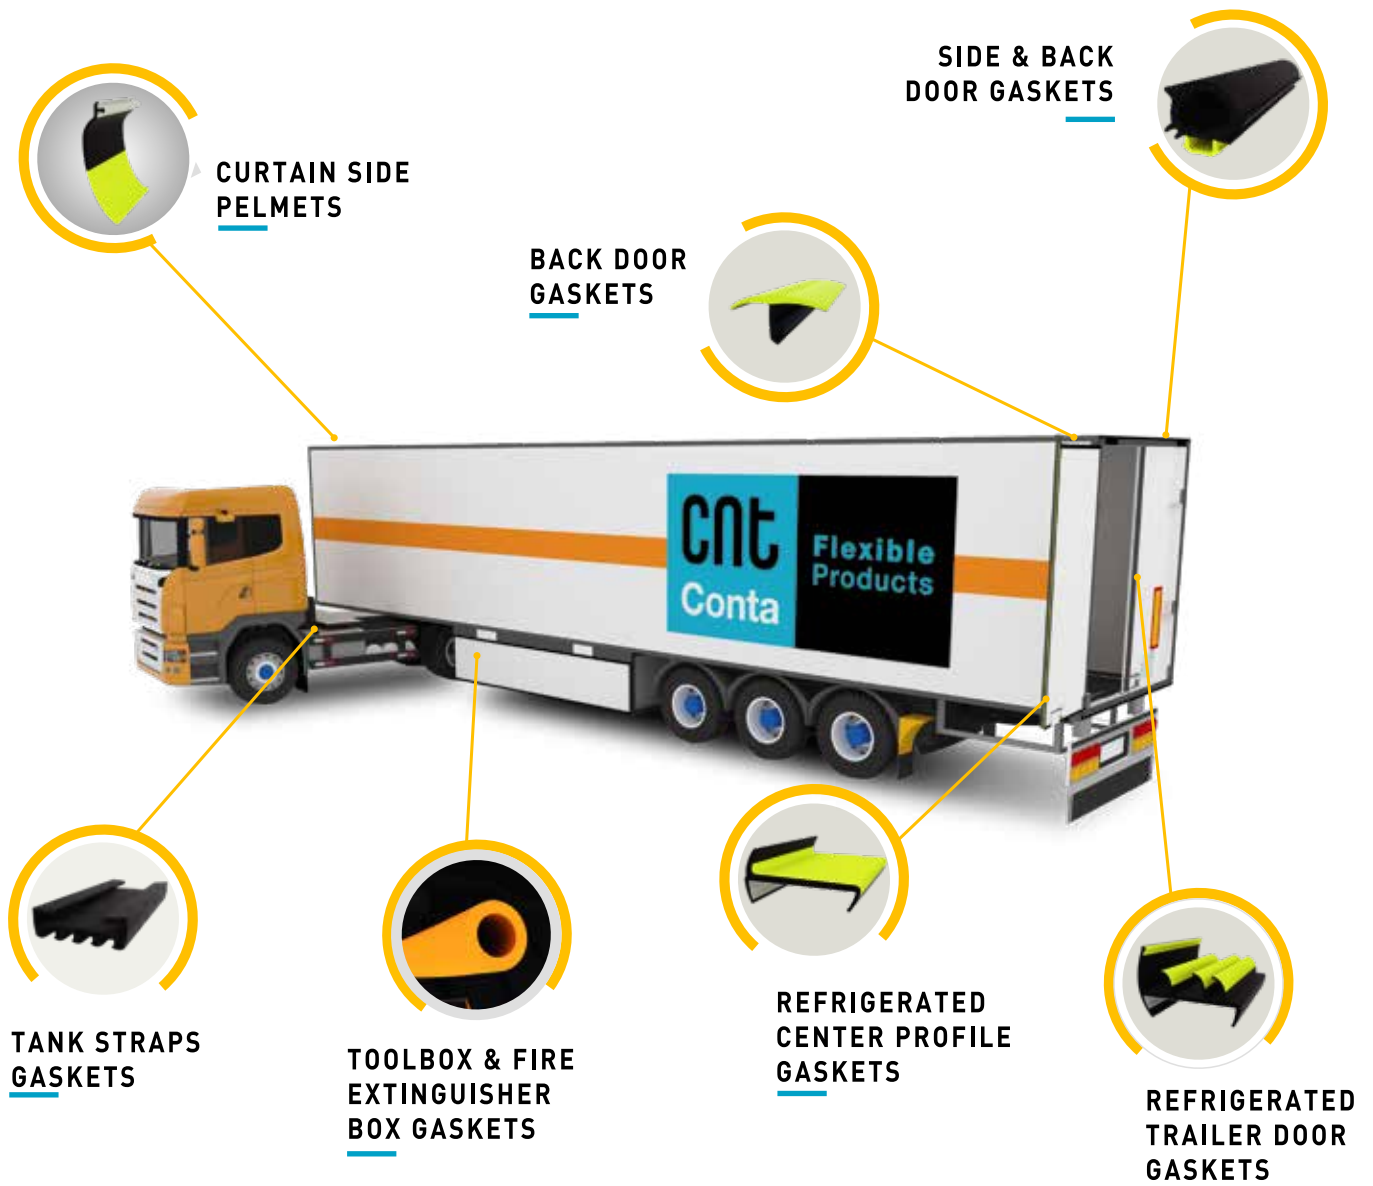 SIDE & BACK
DOOR GASKETS
CURTAIN SIDE
PELMETS
BACK DOOR
GASKETS
cnt
Conta
Flexible
Products
TANK STRAPS
GASKETS
TOOLBOX & FIRE
EXTINGUISHER
BOX GASKETS
REFRIGERATED
CENTER PROFILE
GASKETS
REFRIGERATED
TRAILER DOOR
GASKETS